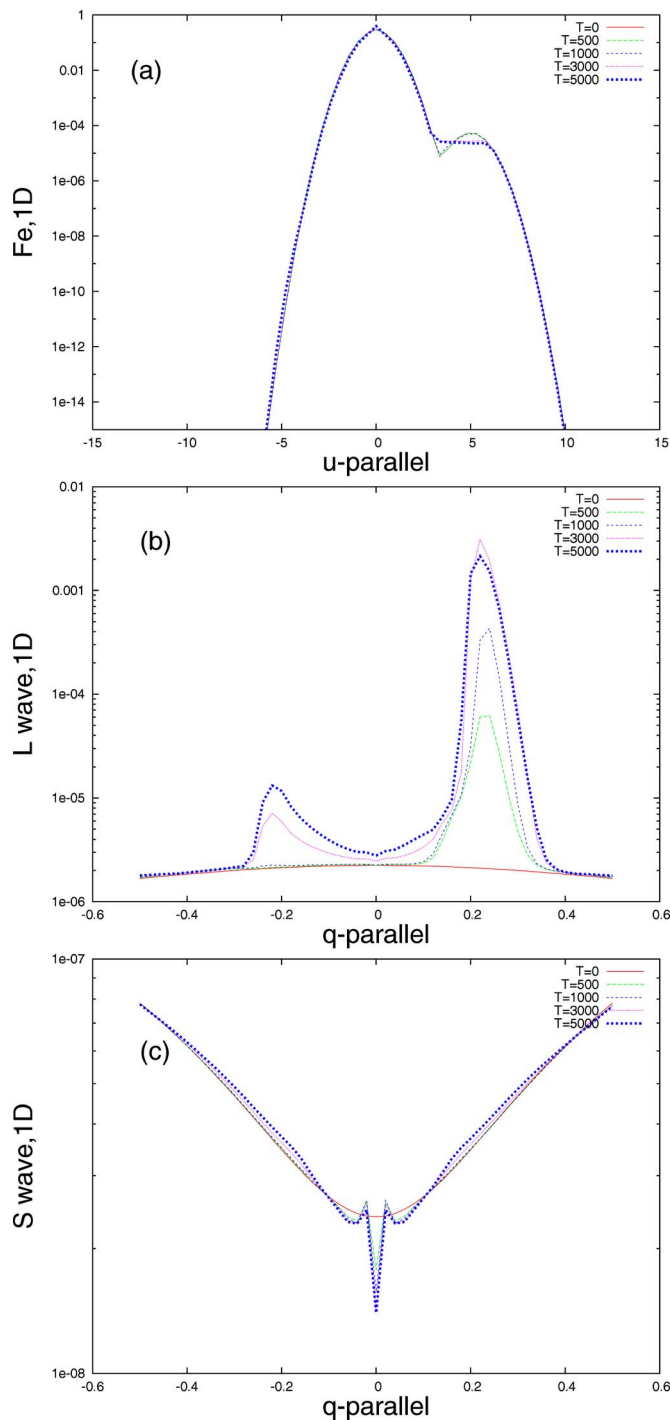 1
0.01
1e-04
1e-06
1e-08
1e-10
1e-12
1e-14
Fe,1D
(a)
T=0
T=500
T=1000
T=3000
T=5000
-15
-10
-5
0
5
10
15
u-parallel
0.01
0.001
1e-04
1e-05
1e-06
L wave,1D
(b)
T=0
T=500
T=1000
T=3000
T=5000
-0.6
-0.4
-0.2
0
0.2
0.4
0.6
q-parallel
1e-07
1e-08
S wave,1D
(c)
T=0
T=500
T=1000
T=3000
T=5000
-0.6
-0.4
-0.2
0
0.2
0.4
0.6
q-parallel